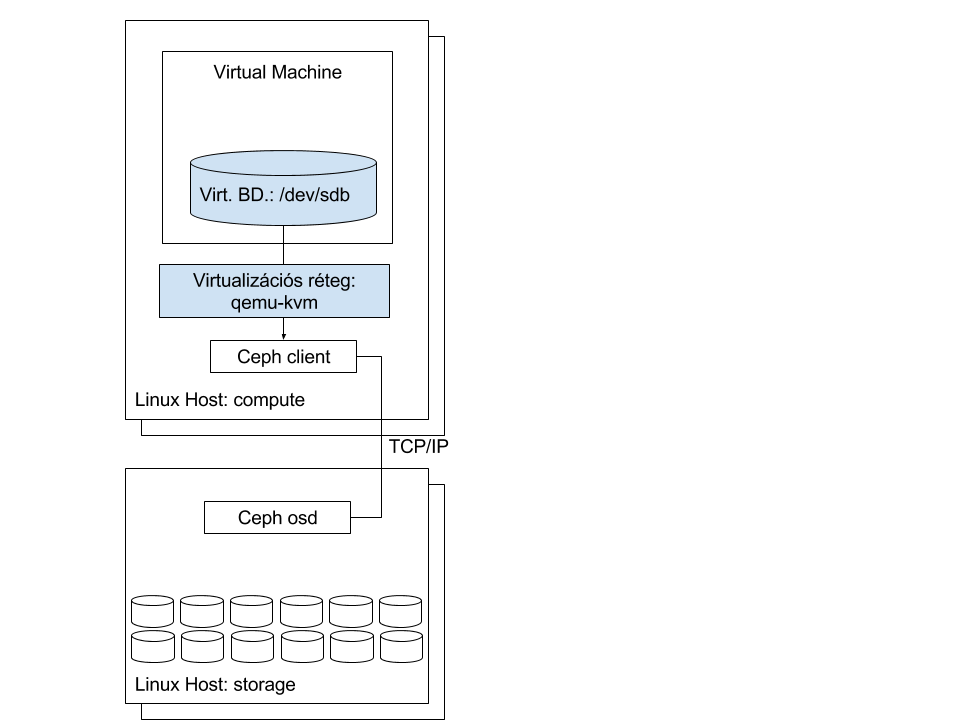 Virtual Machine
Virt. BD.: /dev/sdb
Virtualizációs réteg:
qemu-kvm
Ceph client
Linux Host: compute
TCP/IP
Ceph osd
Linux Host: storage